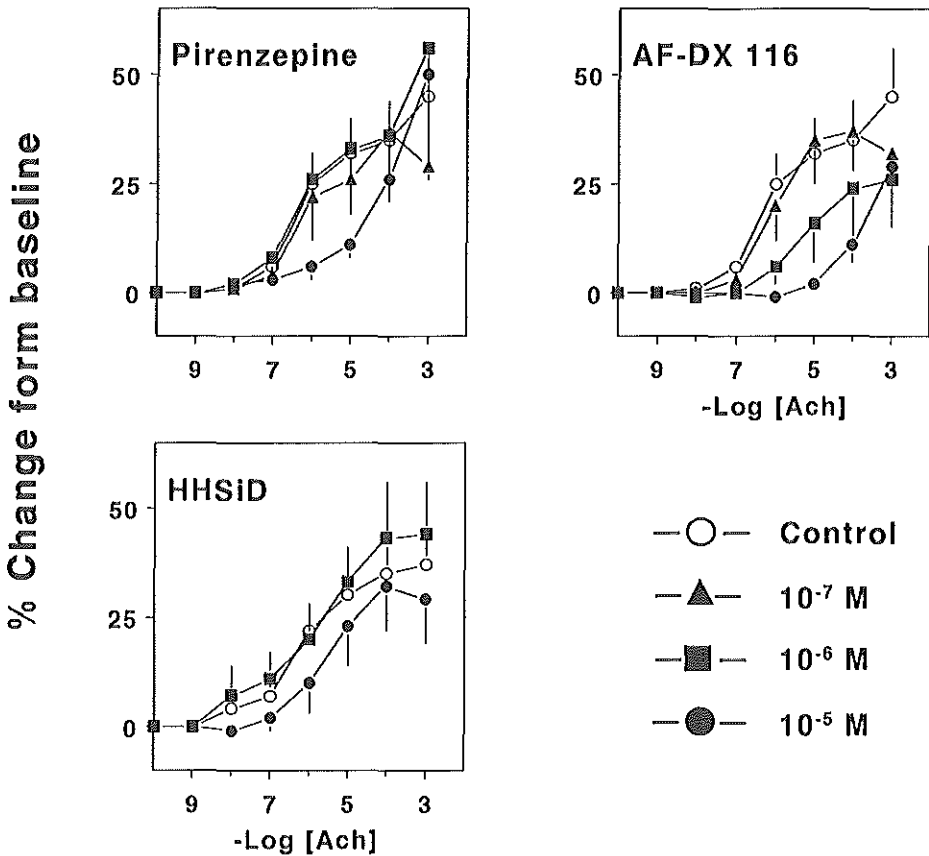 % Change form baseline
Pirenzepine
50
25
0
9 7 5 3
AF-DX 116
50
25
0
9 7 5 3
-Log [Ach]
HHSiD
50
25
0
9 7 5 3
-Log [Ach]
Control
10⁻⁷ M
10⁻⁶ M
10⁻⁵ M